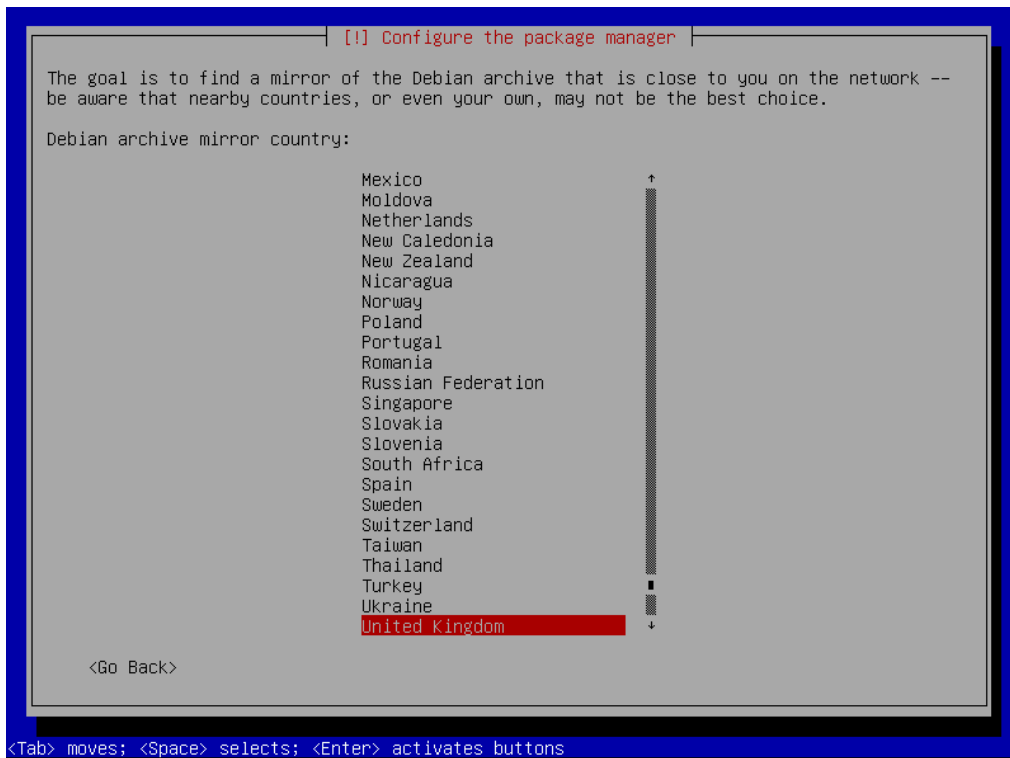 [!] Configure the package manager
The goal is to find a mirror of the Debian archive that is close to you on the network --
be aware that nearby countries, or even your own, may not be the best choice.
Debian archive mirror country:
Mexico
Moldova
Netherlands
New Caledonia
New Zealand
Nicaragua
Norway
Poland
Portugal
Romania
Russian Federation
Singapore
Slovakia
Slovenia
South Africa
Spain
Sweden
Switzerland
Taiwan
Thailand
Turkey
Ukraine
United Kingdom
<Go Back>
<Tab> moves; <Space> selects; <Enter> activates buttons